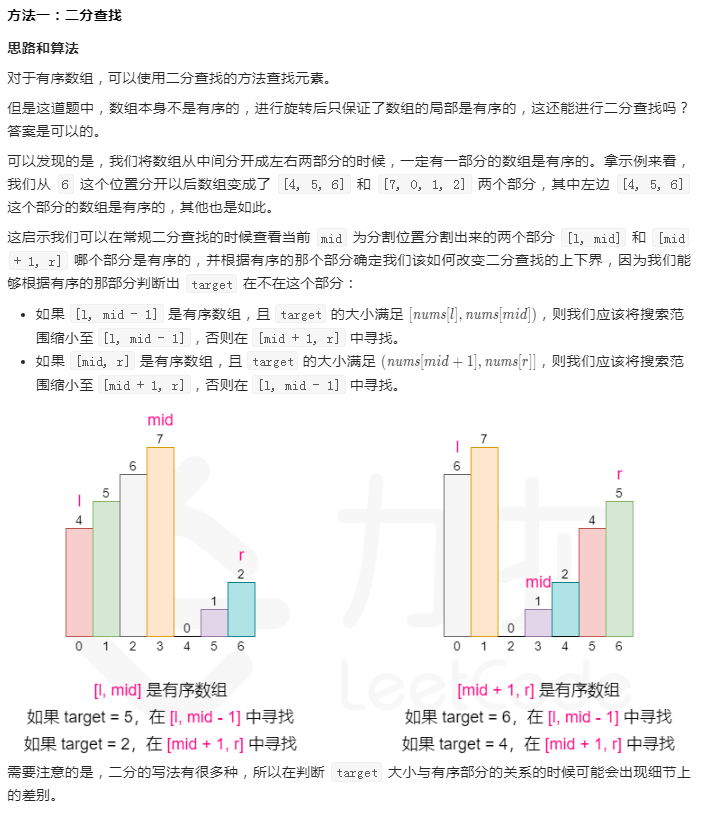 方法一：二分查找
思路和算法
对于有序数组，可以使用二分查找的方法查找元素。
但是这道题中，数组本身不是有序的，进行旋转后只保证了数组的局部是有序的，这还能进行二分查找吗？
答案是可以的。
可以发现的是，我们将数组从中间分开成左右两部分的时候，一定有一部分的数组是有序的。拿示例来看，
我们从 6 这个位置分开以后数组变成了 [4, 5, 6] 和 [7, 0, 1, 2] 两个部分，其中左边 [4, 5, 6]
这个部分的数组是有序的，其他也是如此。
这启示我们可以在常规二分查找的时候查看当前 mid 为分割位置分割出来的两个部分 [l, mid] 和 [mid
+ 1, r] 哪个部分是有序的，并根据有序的那个部分确定我们该如何改变二分查找的上下界，因为我们能
够根据有序的那部分判断出 target 在不在这个部分：
• 如果 [l, mid - 1] 是有序数组，且 target 的大小满足 [nums[l], nums[mid])，则我们应该将搜索范
围缩小至 [l, mid - 1]，否则在 [mid + 1, r] 中寻找。
• 如果 [mid, r] 是有序数组，且 target 的大小满足 (nums[mid + 1], nums[r]]，则我们应该将搜索范
围缩小至 [mid + 1, r]，否则在 [l, mid - 1] 中寻找。
mid
7
6
l
5
4
r
2
1
0
0 1 2 3 4 5 6
[l, mid] 是有序数组
如果 target = 5，在 [l, mid - 1] 中寻找
如果 target = 2，在 [mid + 1, r] 中寻找
l
7
6
r
5
4
mid
2
1
0
0 1 2 3 4 5 6
[mid + 1, r] 是有序数组
如果 target = 6，在 [l, mid - 1] 中寻找
如果 target = 4，在 [mid + 1, r] 中寻找
力扣
LeetCode
需要注意的是，二分的写法有很多种，所以在判断 target 大小与有序部分的关系的时候可能会出现细节上
的差别。